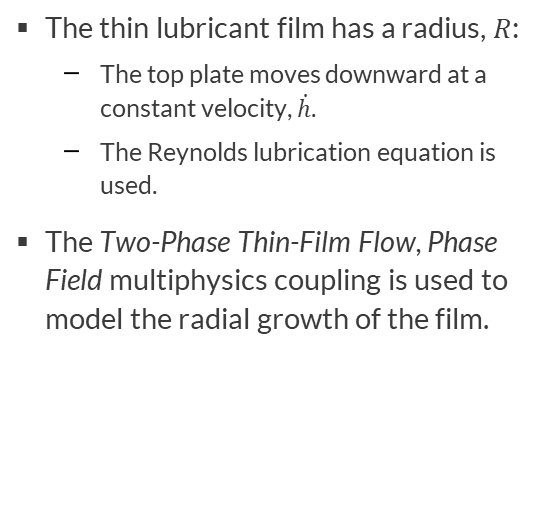 ▪ The thin lubricant film has a radius, R:
– The top plate moves downward at a
constant velocity, ḣ.
– The Reynolds lubrication equation is
used.
▪ The Two-Phase Thin-Film Flow, Phase
Field multiphysics coupling is used to
model the radial growth of the film.